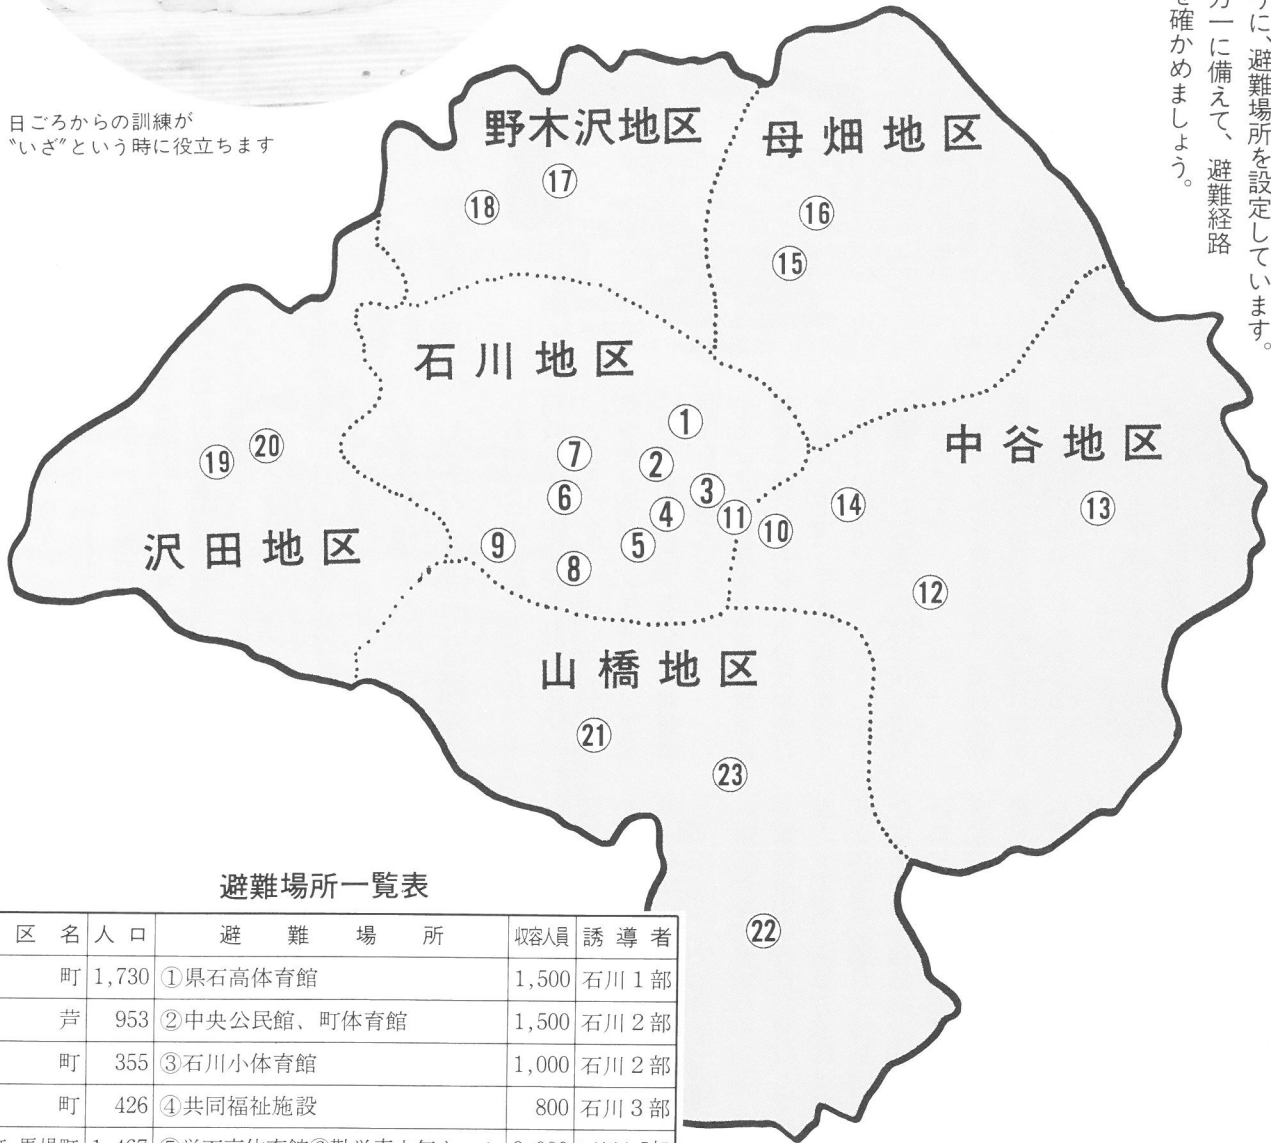 うに、避難場所を設定しています。
万一に備えて、避難経路
を確かめましょう。
日ごろからの訓練が
〝いざ〟という時に役立ちます
野木沢地区
母畑地区
⑰
⑱
⑯
⑮
石川地区
①
⑦
②
⑥
③
④
⑪
⑤
⑨
⑧
中谷地区
⑭
⑬
⑩
⑫
⑲
⑳
沢田地区
山橋地区
㉑
㉓
㉒
避難場所一覧表
区名 人口 避難場所 収容人員 誘導者
町 1,730 ①県石高体育館 1,500 石川1部
芦 953 ②中央公民館、町体育館 1,500 石川2部
町 355 ③石川小体育館 1,000 石川2部
町 426 ④共同福祉施設 800 石川3部